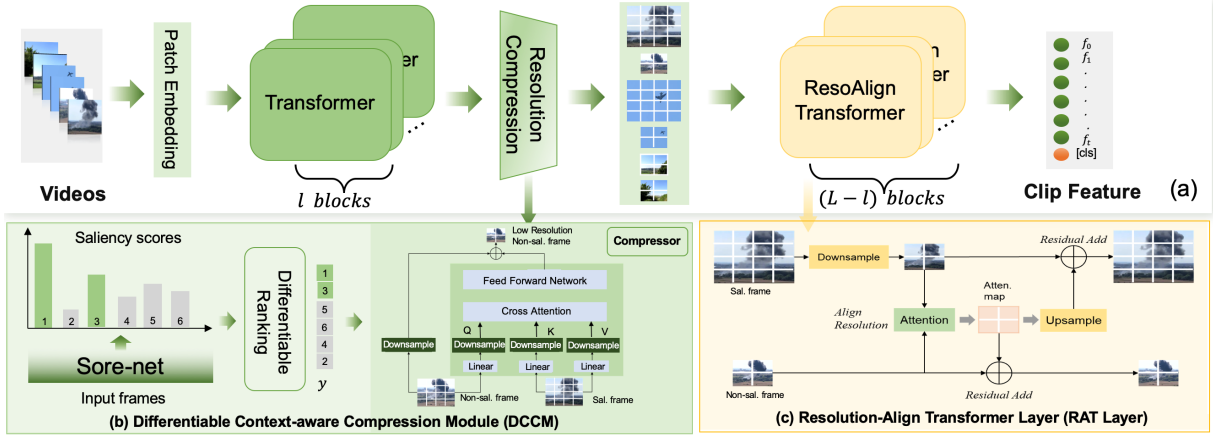 Videos
Patch Embedding
Transformer
er
l blocks
Resolution
Compression
ResoAlign
Transformer
n
er
(L − l) blocks
f0
f1
.
.
.
ft
[cls]
Clip Feature
(a)
Saliency scores
1 2 3 4 5 6
Sore-net
Input frames
Differentiable
Ranking
1
3
5
6
4
2
y
Low Resolution
Non-sal. frame
Compressor
Feed Forward Network
Cross Attention
Q K V
Downsample Downsample Downsample Downsample
Linear Linear Linear
Non-sal. frame
Sal. frame
(b) Differentiable Context-aware Compression Module (DCCM)
Sal. frame
Downsample
Residual Add
Atten.
map
Align
Resolution
Attention
Upsample
Non-sal. frame
Residual Add
(c) Resolution-Align Transformer Layer (RAT Layer)